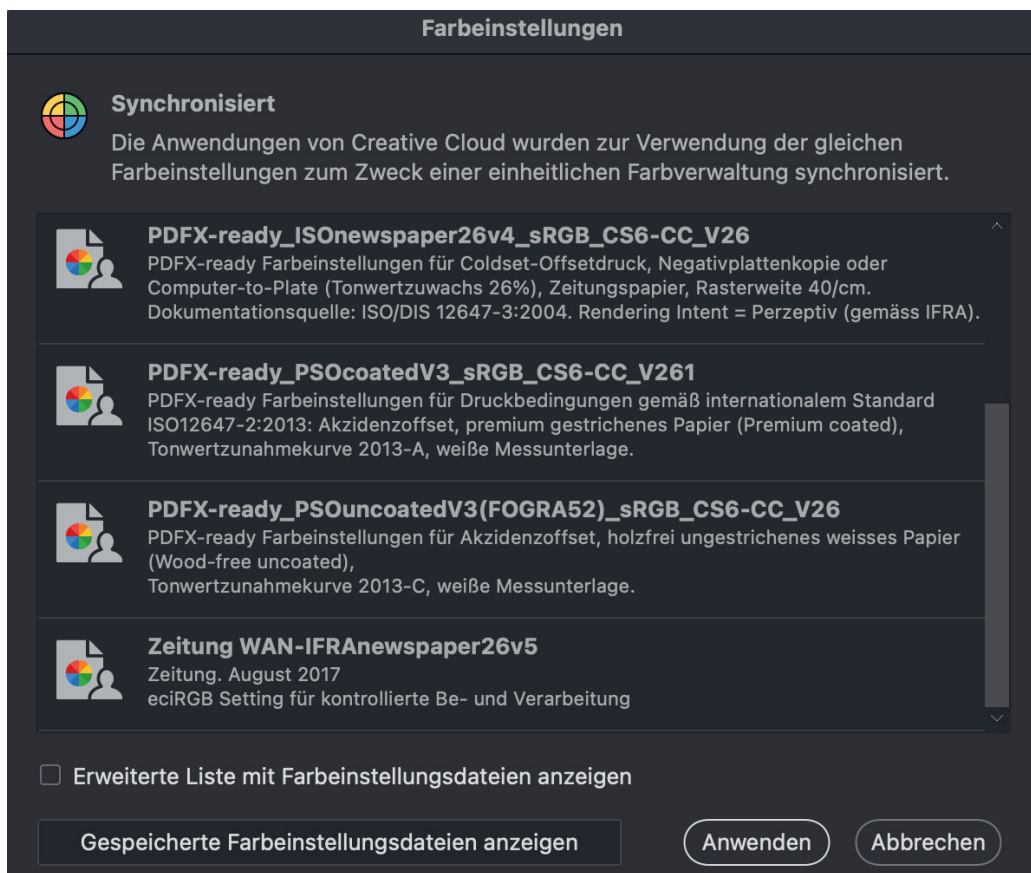 Farbeinstellungen
Synchronisiert
Die Anwendungen von Creative Cloud wurden zur Verwendung der gleichen
Farbeinstellungen zum Zweck einer einheitlichen Farbverwaltung synchronisiert.
PDFX-ready_ISOnewspaper26v4_sRGB_CS6-CC_V26
PDFX-ready Farbeinstellungen für Coldset-Offsetdruck, Negativplattenkopie oder
Computer-to-Plate (Tonwertzuwachs 26%), Zeitungspapier, Rasterweite 40/cm.
Dokumentationsquelle: ISO/DIS 12647-3:2004. Rendering Intent = Perzeptiv (gemäss IFRA).
PDFX-ready_PSOcoatedV3_sRGB_CS6-CC_V261
PDFX-ready Farbeinstellungen für Druckbedingungen gemäß internationalem Standard
ISO12647-2:2013: Akzidenzoffset, premium gestrichenes Papier (Premium coated),
Tonwertzunahmekurve 2013-A, weiße Messunterlage.
PDFX-ready_PSOuncoatedV3(FOGRA52)_sRGB_CS6-CC_V26
PDFX-ready Farbeinstellungen für Akzidenzoffset, holzfrei ungestrichenes weisses Papier
(Wood-free uncoated),
Tonwertzunahmekurve 2013-C, weiße Messunterlage.
Zeitung WAN-IFRAnewspaper26v5
Zeitung. August 2017
eciRGB Setting für kontrollierte Be- und Verarbeitung
Erweiterte Liste mit Farbeinstellungsdateien anzeigen
Gespeicherte Farbeinstellungsdateien anzeigen
Anwenden
Abbrechen